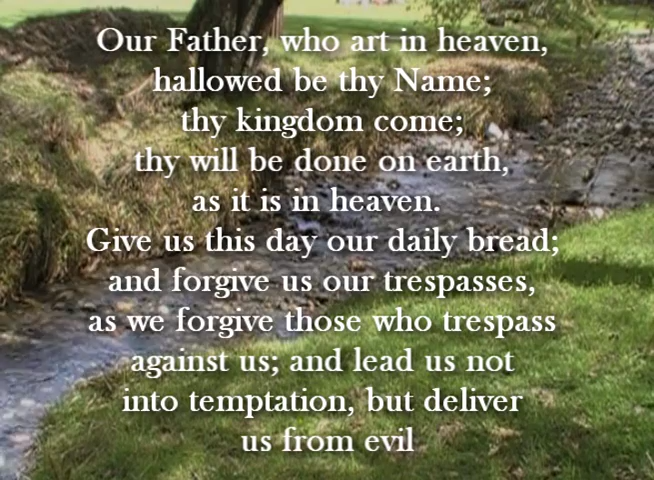 Our Father, who art in heaven,
hallowed be thy Name;
thy kingdom come;
thy will be done on earth,
as it is in heaven.
Give us this day our daily bread;
and forgive us our trespasses,
as we forgive those who trespass
against us; and lead us not
into temptation, but deliver
us from evil